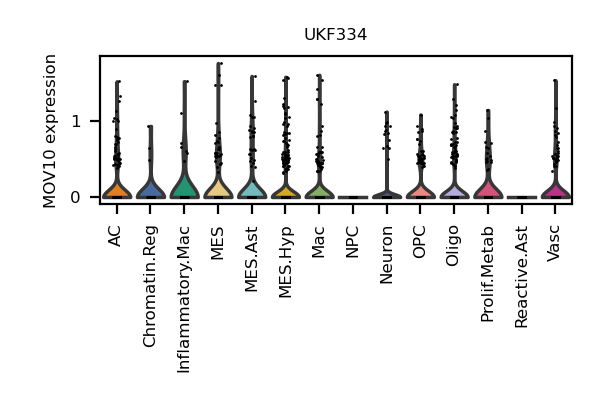 UKF334
MOV10 expression
1
0
AC
Chromatin.Reg
Inflammatory.Mac
MES
MES.Ast
MES.Hyp
Mac
NPC
Neuron
OPC
Oligo
Prolif.Metab
Reactive.Ast
Vasc